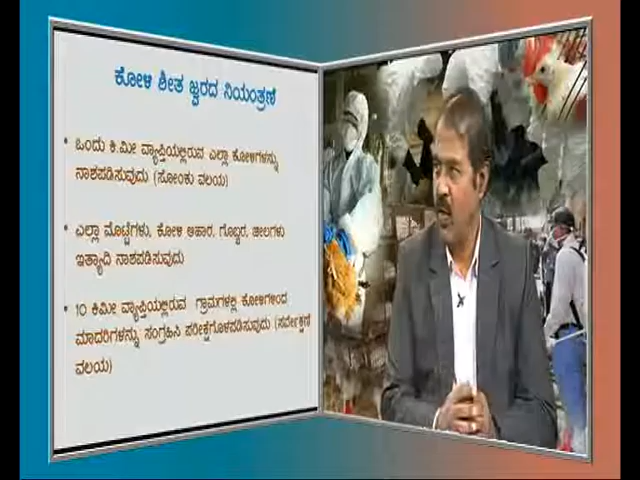 ಕೋಳಿ ಶೀತ ಜ್ವರದ ನಿಯಂತ್ರಣ
• ಒಂದು ಕಿ.ಮೀ ವ್ಯಾಪ್ತಿಯಲ್ಲಿರುವ ಎಲ್ಲಾ ಕೋಳಿಗಳನ್ನು
ನಾಶಪಡಿಸುವುದು (ಸೋಂಕು ವಲಯ)
• ಎಲ್ಲಾ ಮೊಟ್ಟೆಗಳು, ಕೋಳಿ ಆಹಾರ, ಗೊಬ್ಬರ, ಚೀಲಗಳು
ಇತ್ಯಾದಿ ನಾಶಪಡಿಸುವುದು
• 10 ಕಿಮೀ ವ್ಯಾಪ್ತಿಯಲ್ಲಿರುವ ಗ್ರಾಮಗಳಲ್ಲಿ ಕೋಳಿಗಳಿಂದ
ಮಾದರಿಗಳನ್ನು ಸಂಗ್ರಹಿಸಿ ಪರೀಕ್ಷೆಗೊಳಪಡಿಸುವುದು (ಸರ್ವೇಕ್ಷಣೆ
ವಲಯ)